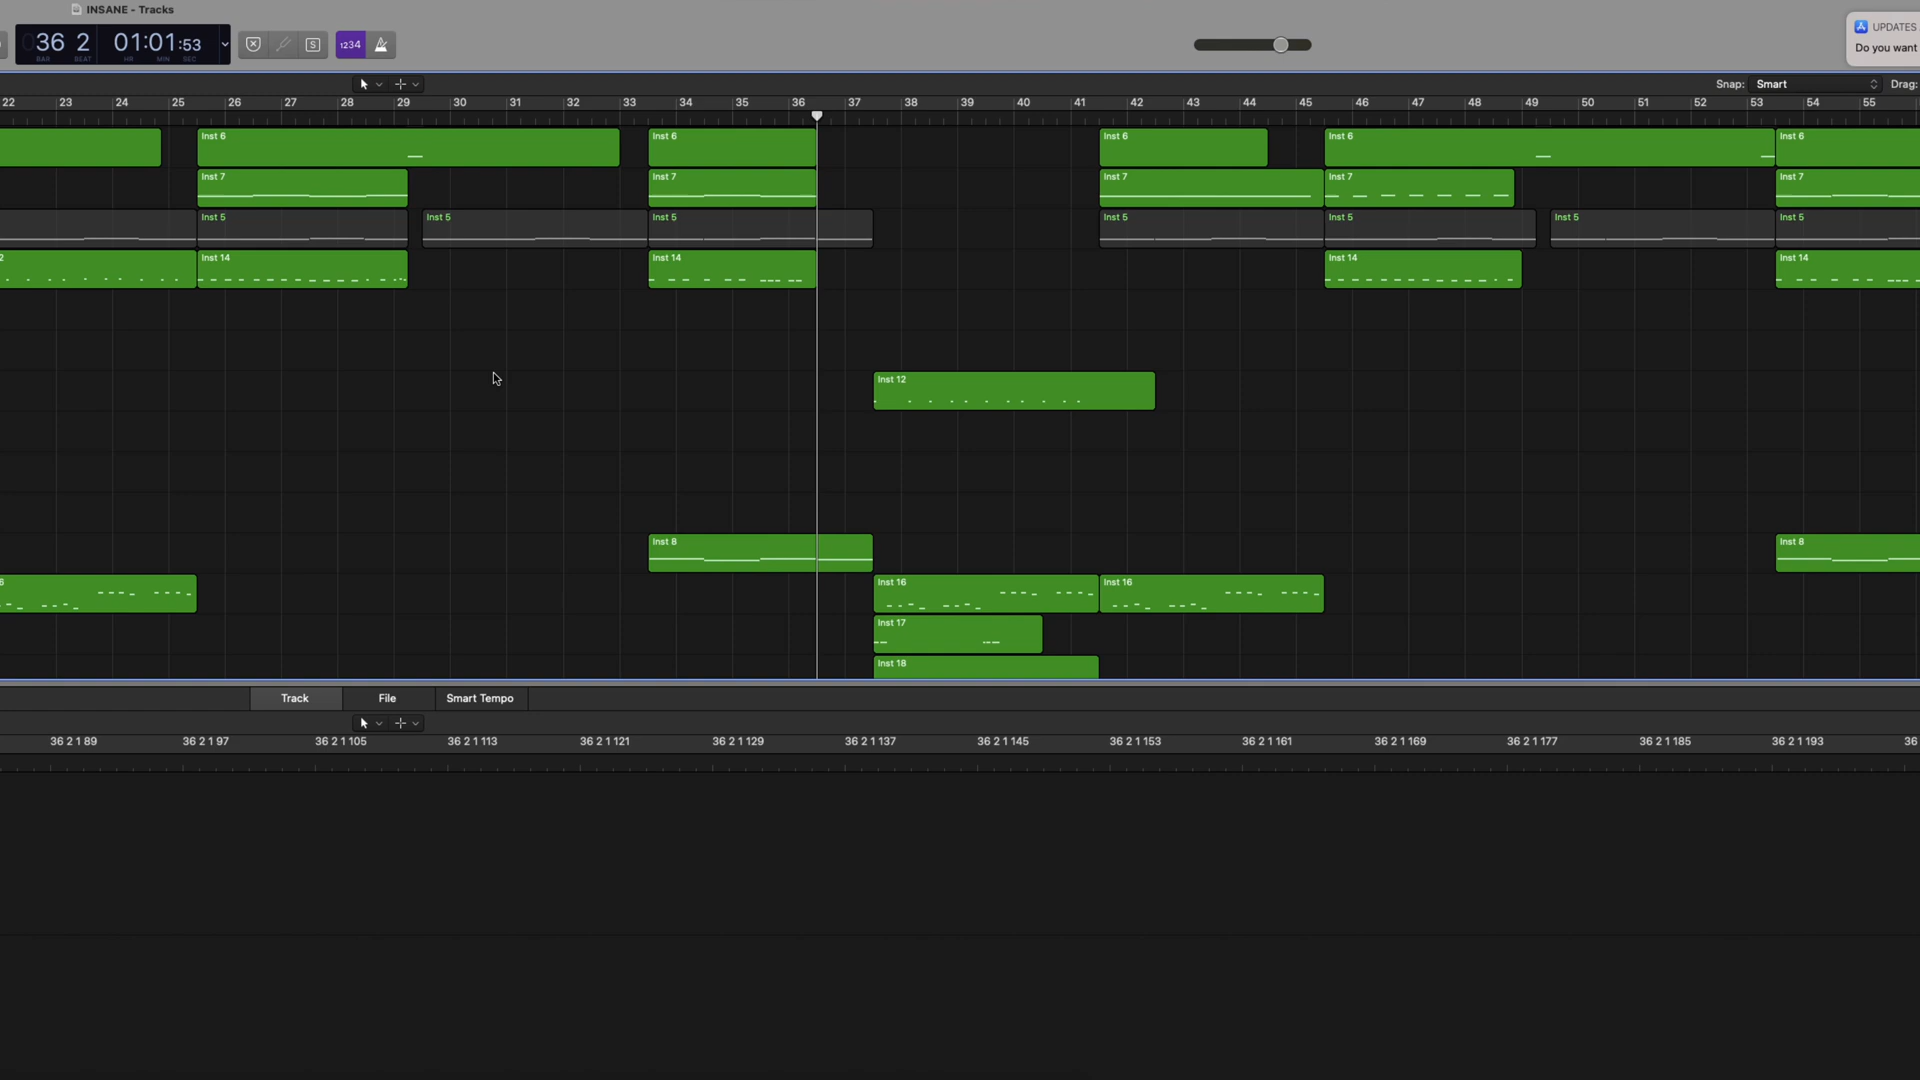 INSANE - Tracks
36 2
BAR BEAT
01:01:53
HR MIN SEC
S
1234
UPDATES
Do you want
Snap: Smart
Drag:
22 23 24 25 26 27 28 29 30 31 32 33 34 35 36 37 38 39 40 41 42 43 44 45 46 47 48 49 50 51 52 53 54 55
Inst 6 Inst 6 Inst 6 Inst 6 Inst 6
Inst 7 Inst 7 Inst 7 Inst 7 Inst 7
Inst 5 Inst 5 Inst 5 Inst 5 Inst 5 Inst 5 Inst 5
2 Inst 14 Inst 14 Inst 14 Inst 14
Inst 12
Inst 8 Inst 8
6 Inst 16 Inst 16
Inst 17
Inst 18
Track File Smart Tempo
36 2 1 89 36 2 1 97 36 2 1 105 36 2 1 113 36 2 1 121 36 2 1 129 36 2 1 137 36 2 1 145 36 2 1 153 36 2 1 161 36 2 1 169 36 2 1 177 36 2 1 185 36 2 1 193 36